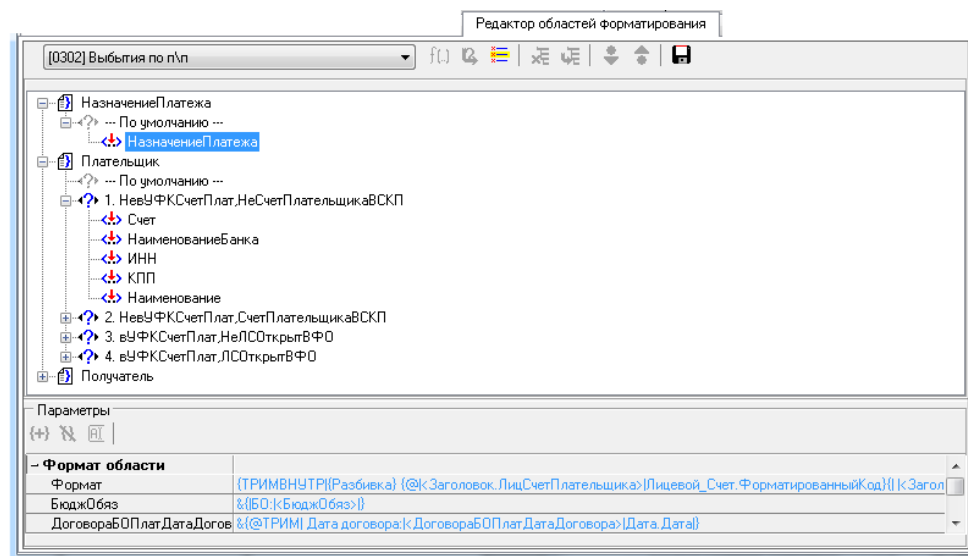 Редактор областей форматирования
[0302] Выбытия по п\п
НазначениеПлатежа
--- По умолчанию ---
НазначениеПлатежа
Плательщик
--- По умолчанию ---
1. НевУФКСчетПлат,НеСчетПлательщикаВСКП
Счет
НаименованиеБанка
ИНН
КПП
Наименование
2. НевУФКСчетПлат,СчетПлательщикаВСКП
3. вУФКСчетПлат,НеЛСОткрытВФО
4. вУФКСчетПлат,ЛСОткрытВФО
Получатель
Параметры
Формат области
Формат {ТРИМВНУТР|{Разбивка} {@|<Заголовок.ЛицСчетПлательщика>|Лицевой_Счет.ФорматированныйКод}{| |<Загол
БюджОбяз &{|БО:|<БюджОбяз>|}
ДоговораБОПлатДатаДогов &{@ТРИМ| Дата договора:|<ДоговораБОПлатДатаДоговора>|Дата.Дата|}